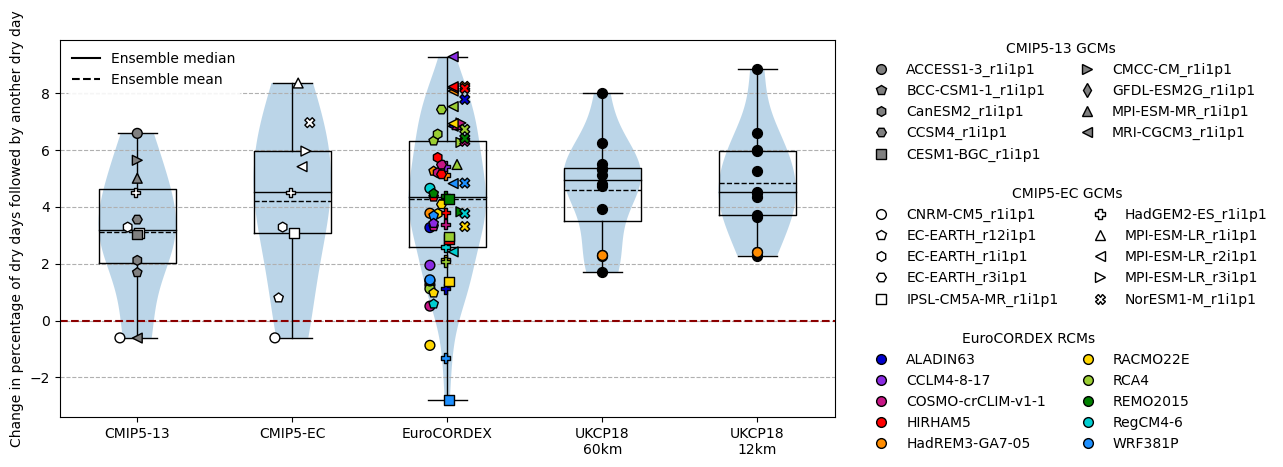 Change in percentage of dry days followed by another dry day
8
6
4
2
0
−2
Ensemble median
Ensemble mean
CMIP5-13
CMIP5-EC
EuroCORDEX
UKCP18
60km
UKCP18
12km
CMIP5-13 GCMs
ACCESS1-3_r1i1p1
BCC-CSM1-1_r1i1p1
CanESM2_r1i1p1
CCSM4_r1i1p1
CESM1-BGC_r1i1p1
CMCC-CM_r1i1p1
GFDL-ESM2G_r1i1p1
MPI-ESM-MR_r1i1p1
MRI-CGCM3_r1i1p1
CMIP5-EC GCMs
CNRM-CM5_r1i1p1
EC-EARTH_r12i1p1
EC-EARTH_r1i1p1
EC-EARTH_r3i1p1
IPSL-CM5A-MR_r1i1p1
HadGEM2-ES_r1i1p1
MPI-ESM-LR_r1i1p1
MPI-ESM-LR_r2i1p1
MPI-ESM-LR_r3i1p1
NorESM1-M_r1i1p1
EuroCORDEX RCMs
ALADIN63
CCLM4-8-17
COSMO-crCLIM-v1-1
HIRHAM5
HadREM3-GA7-05
RACMO22E
RCA4
REMO2015
RegCM4-6
WRF381P